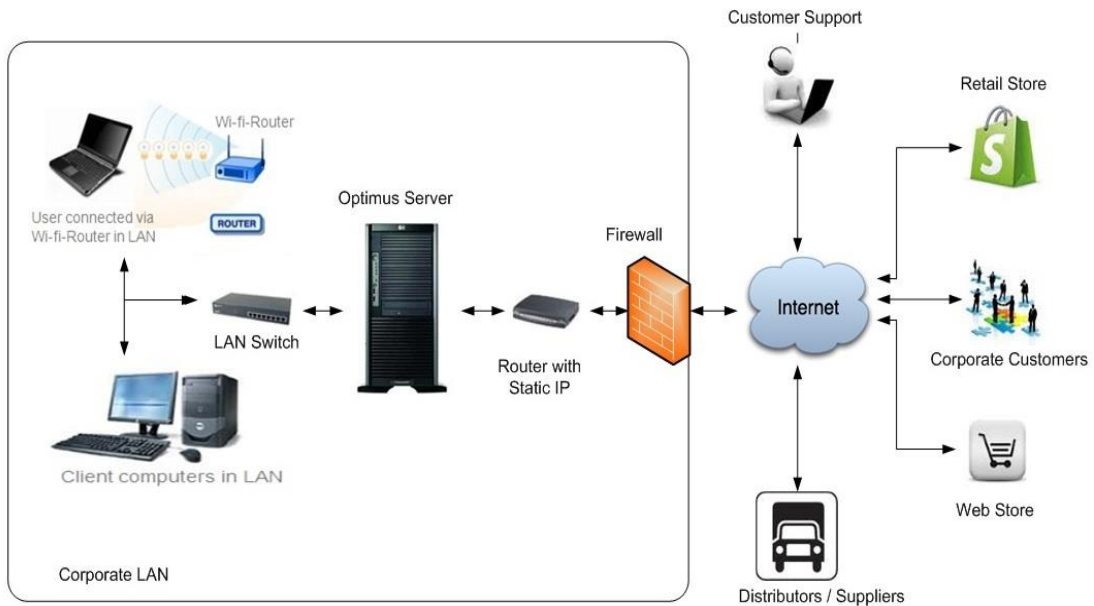 Customer Support
Retail Store
Wi-fi-Router
User connected via
Wi-fi-Router in LAN
ROUTER
Optimus Server
Firewall
S
Internet
LAN Switch
Router with
Static IP
Corporate Customers
Client computers in LAN
Web Store
Corporate LAN
Distributors / Suppliers